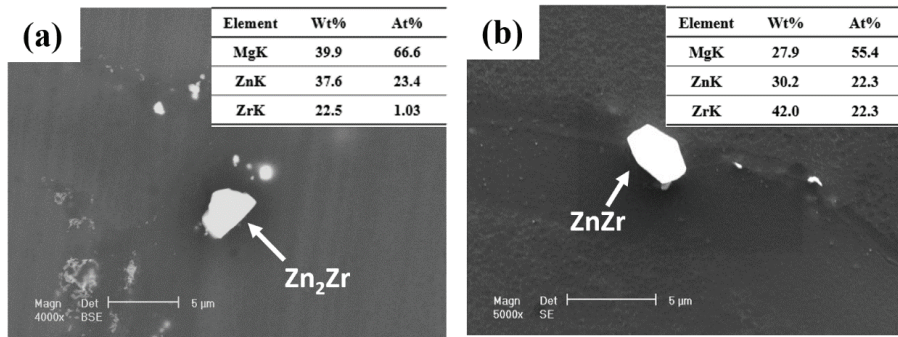 (a)
Element Wt% At%
MgK 39.9 66.6
ZnK 37.6 23.4
ZrK 22.5 1.03
Zn₂Zr
Magn Det
4000x BSE
5 μm
(b)
Element Wt% At%
MgK 27.9 55.4
ZnK 30.2 22.3
ZrK 42.0 22.3
ZnZr
Magn Det
5000x SE
5 μm